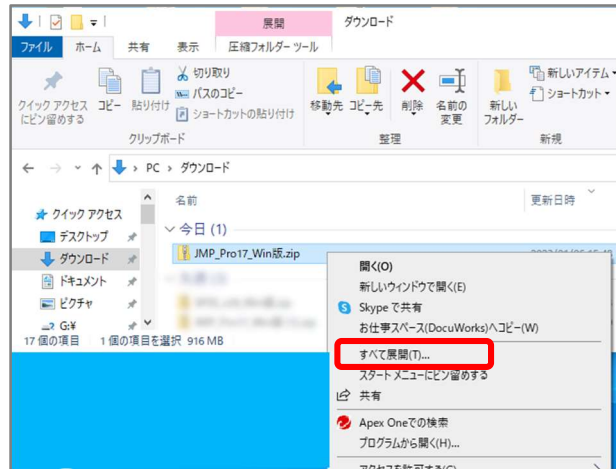 展開
ダウンロード
ファイル ホーム 共有 表示 圧縮フォルダー ツール
クイック アクセス
にピン留めする
コピー
貼り付け
切り取り
パスのコピー
ショートカットの貼り付け
移動先
コピー先
削除
名前の
変更
新しい
フォルダー
新しいアイテム
ショートカット
クリップボード 整理 新規
PC › ダウンロード
名前 更新日時
クイック アクセス
デスクトップ
ダウンロード
ドキュメント
ピクチャ
G:¥
今日 (1)
JMP_Pro17_Win版.zip
17 個の項目 1 個の項目を選択 916 MB
開く(O)
新しいウィンドウで開く(E)
Skype で共有
お仕事スペース(DocuWorks)へコピー(W)
すべて展開(T)...
スタート メニューにピン留めする
共有
Apex Oneでの検索
プログラムから開く(H)...
アクセスを許可する(G)